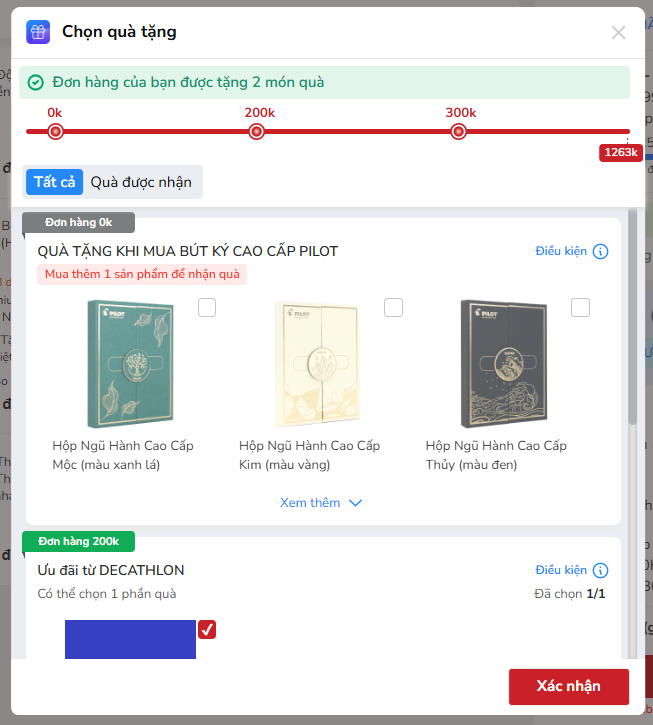 Chọn quà tặng
Đơn hàng của bạn được tặng 2 món quà
0k
200k
300k
1263k
Tất cả
Quà được nhận
Đơn hàng 0k
QUÀ TẶNG KHI MUA BÚT KÝ CAO CẤP PILOT
Điều kiện
Mua thêm 1 sản phẩm để nhận quà
PILOT
PILOT
PILOT
Hộp Ngũ Hành Cao Cấp
Mộc (màu xanh lá)
Hộp Ngũ Hành Cao Cấp
Kim (màu vàng)
Hộp Ngũ Hành Cao Cấp
Thủy (màu đen)
Xem thêm
Đơn hàng 200k
Ưu đãi từ DECATHLON
Điều kiện
Có thể chọn 1 phần quà
Đã chọn 1/1
Xác nhận